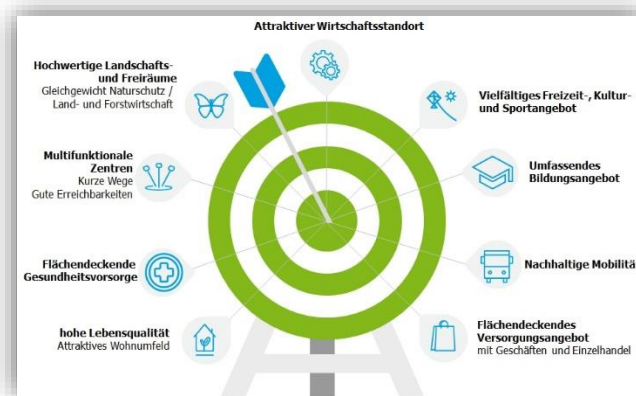 Attraktiver Wirtschaftsstandort
Hochwertige Landschafts-
und Freiräume
Gleichgewicht Naturschutz /
Land- und Forstwirtschaft
Vielfältiges Freizeit-, Kultur-
und Sportangebot
Multifunktionale
Zentren
Kurze Wege
Gute Erreichbarkeiten
Umfassendes
Bildungsangebot
Flächendeckende
Gesundheitsvorsorge
Nachhaltige Mobilität
hohe Lebensqualität
Attraktives Wohnumfeld
Flächendeckendes
Versorgungsangebot
mit Geschäften und Einzelhandel